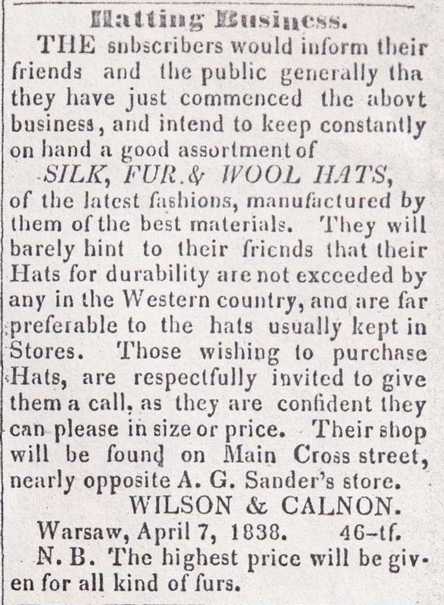 Hatting Business.
THE subscribers would inform their
friends and the public generally tha
they have just commenced the abovt
business, and intend to keep constantly
on hand a good assortment of
SILK, FUR & WOOL HATS,
of the latest fashions, manufactured by
them of the best materials. They will
barely hint to their friends that their
Hats for durability are not exceeded by
any in the Western country, and are far
preferable to the hats usually kept in
Stores. Those wishing to purchase
Hats, are respectfully invited to give
them a call, as they are confident they
can please in size or price. Their shop
will be found on Main Cross street,
nearly opposite A. G. Sander's store.
WILSON & CALNON.
Warsaw, April 7, 1838. 46-tf.
N. B. The highest price will be giv-
en for all kind of furs.